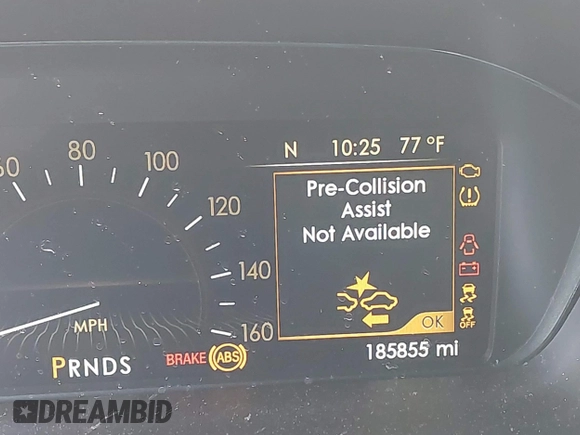 60 80 100
120
140
160
MPH
N 10:25 77 °F
Pre-Collision
Assist
Not Available
OK
OFF
PRNDS
BRAKE ABS
185855 mi
DREAMBID